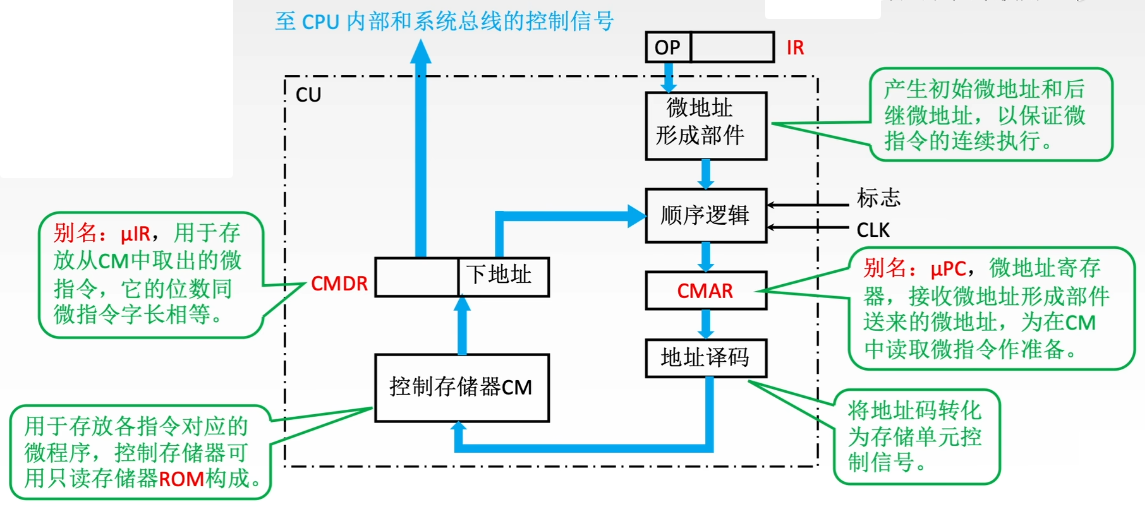 至 CPU 内部和系统总线的控制信号
OP
IR
CU
微地址
形成部件
产生初始微地址和后
继微地址，以保证微
指令的连续执行。
顺序逻辑
标志
CLK
别名：μIR，用于存
放从CM中取出的微
指令，它的位数同
微指令字长相等。
CMDR
下地址
CMAR
别名：μPC，微地址寄存
器，接收微地址形成部件
送来的微地址，为在CM
中读取微指令作准备。
地址译码
控制存储器CM
用于存放各指令对应的
微程序，控制存储器可
用只读存储器ROM构成。
将地址码转化
为存储单元控
制信号。